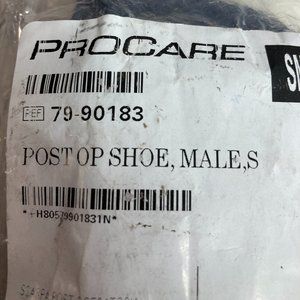 PROCARE
REF 79-90183
POST OP SHOE, MALE,S
*+H80579901831N*